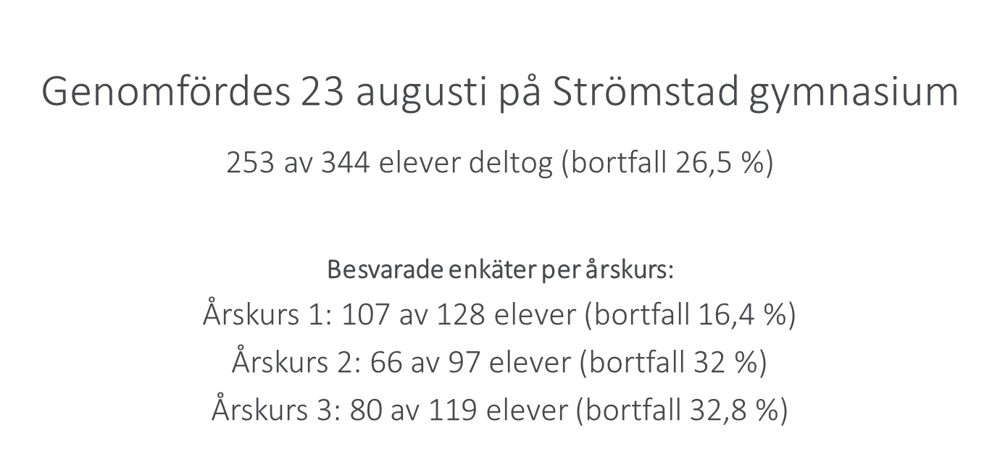 Genomfördes 23 augusti på Strömstad gymnasium
253 av 344 elever deltog (bortfall 26,5 %)
Besvarade enkäter per årskurs:
Årskurs 1: 107 av 128 elever (bortfall 16,4 %)
Årskurs 2: 66 av 97 elever (bortfall 32 %)
Årskurs 3: 80 av 119 elever (bortfall 32,8 %)